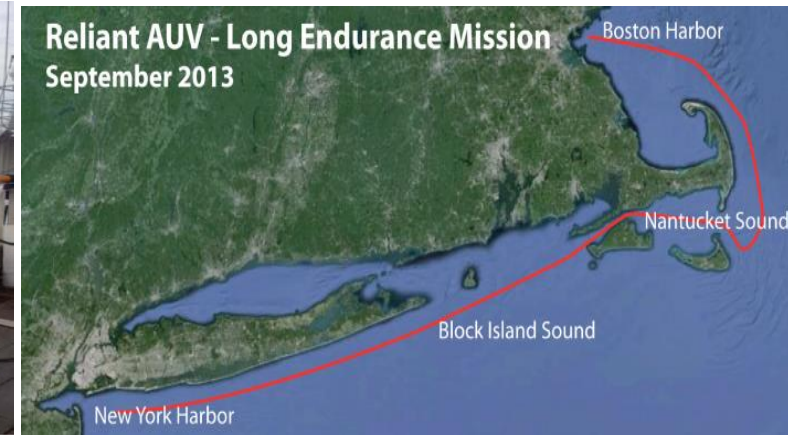 Reliant AUV - Long Endurance Mission
September 2013
Boston Harbor
Nantucket Sound
Block Island Sound
New York Harbor